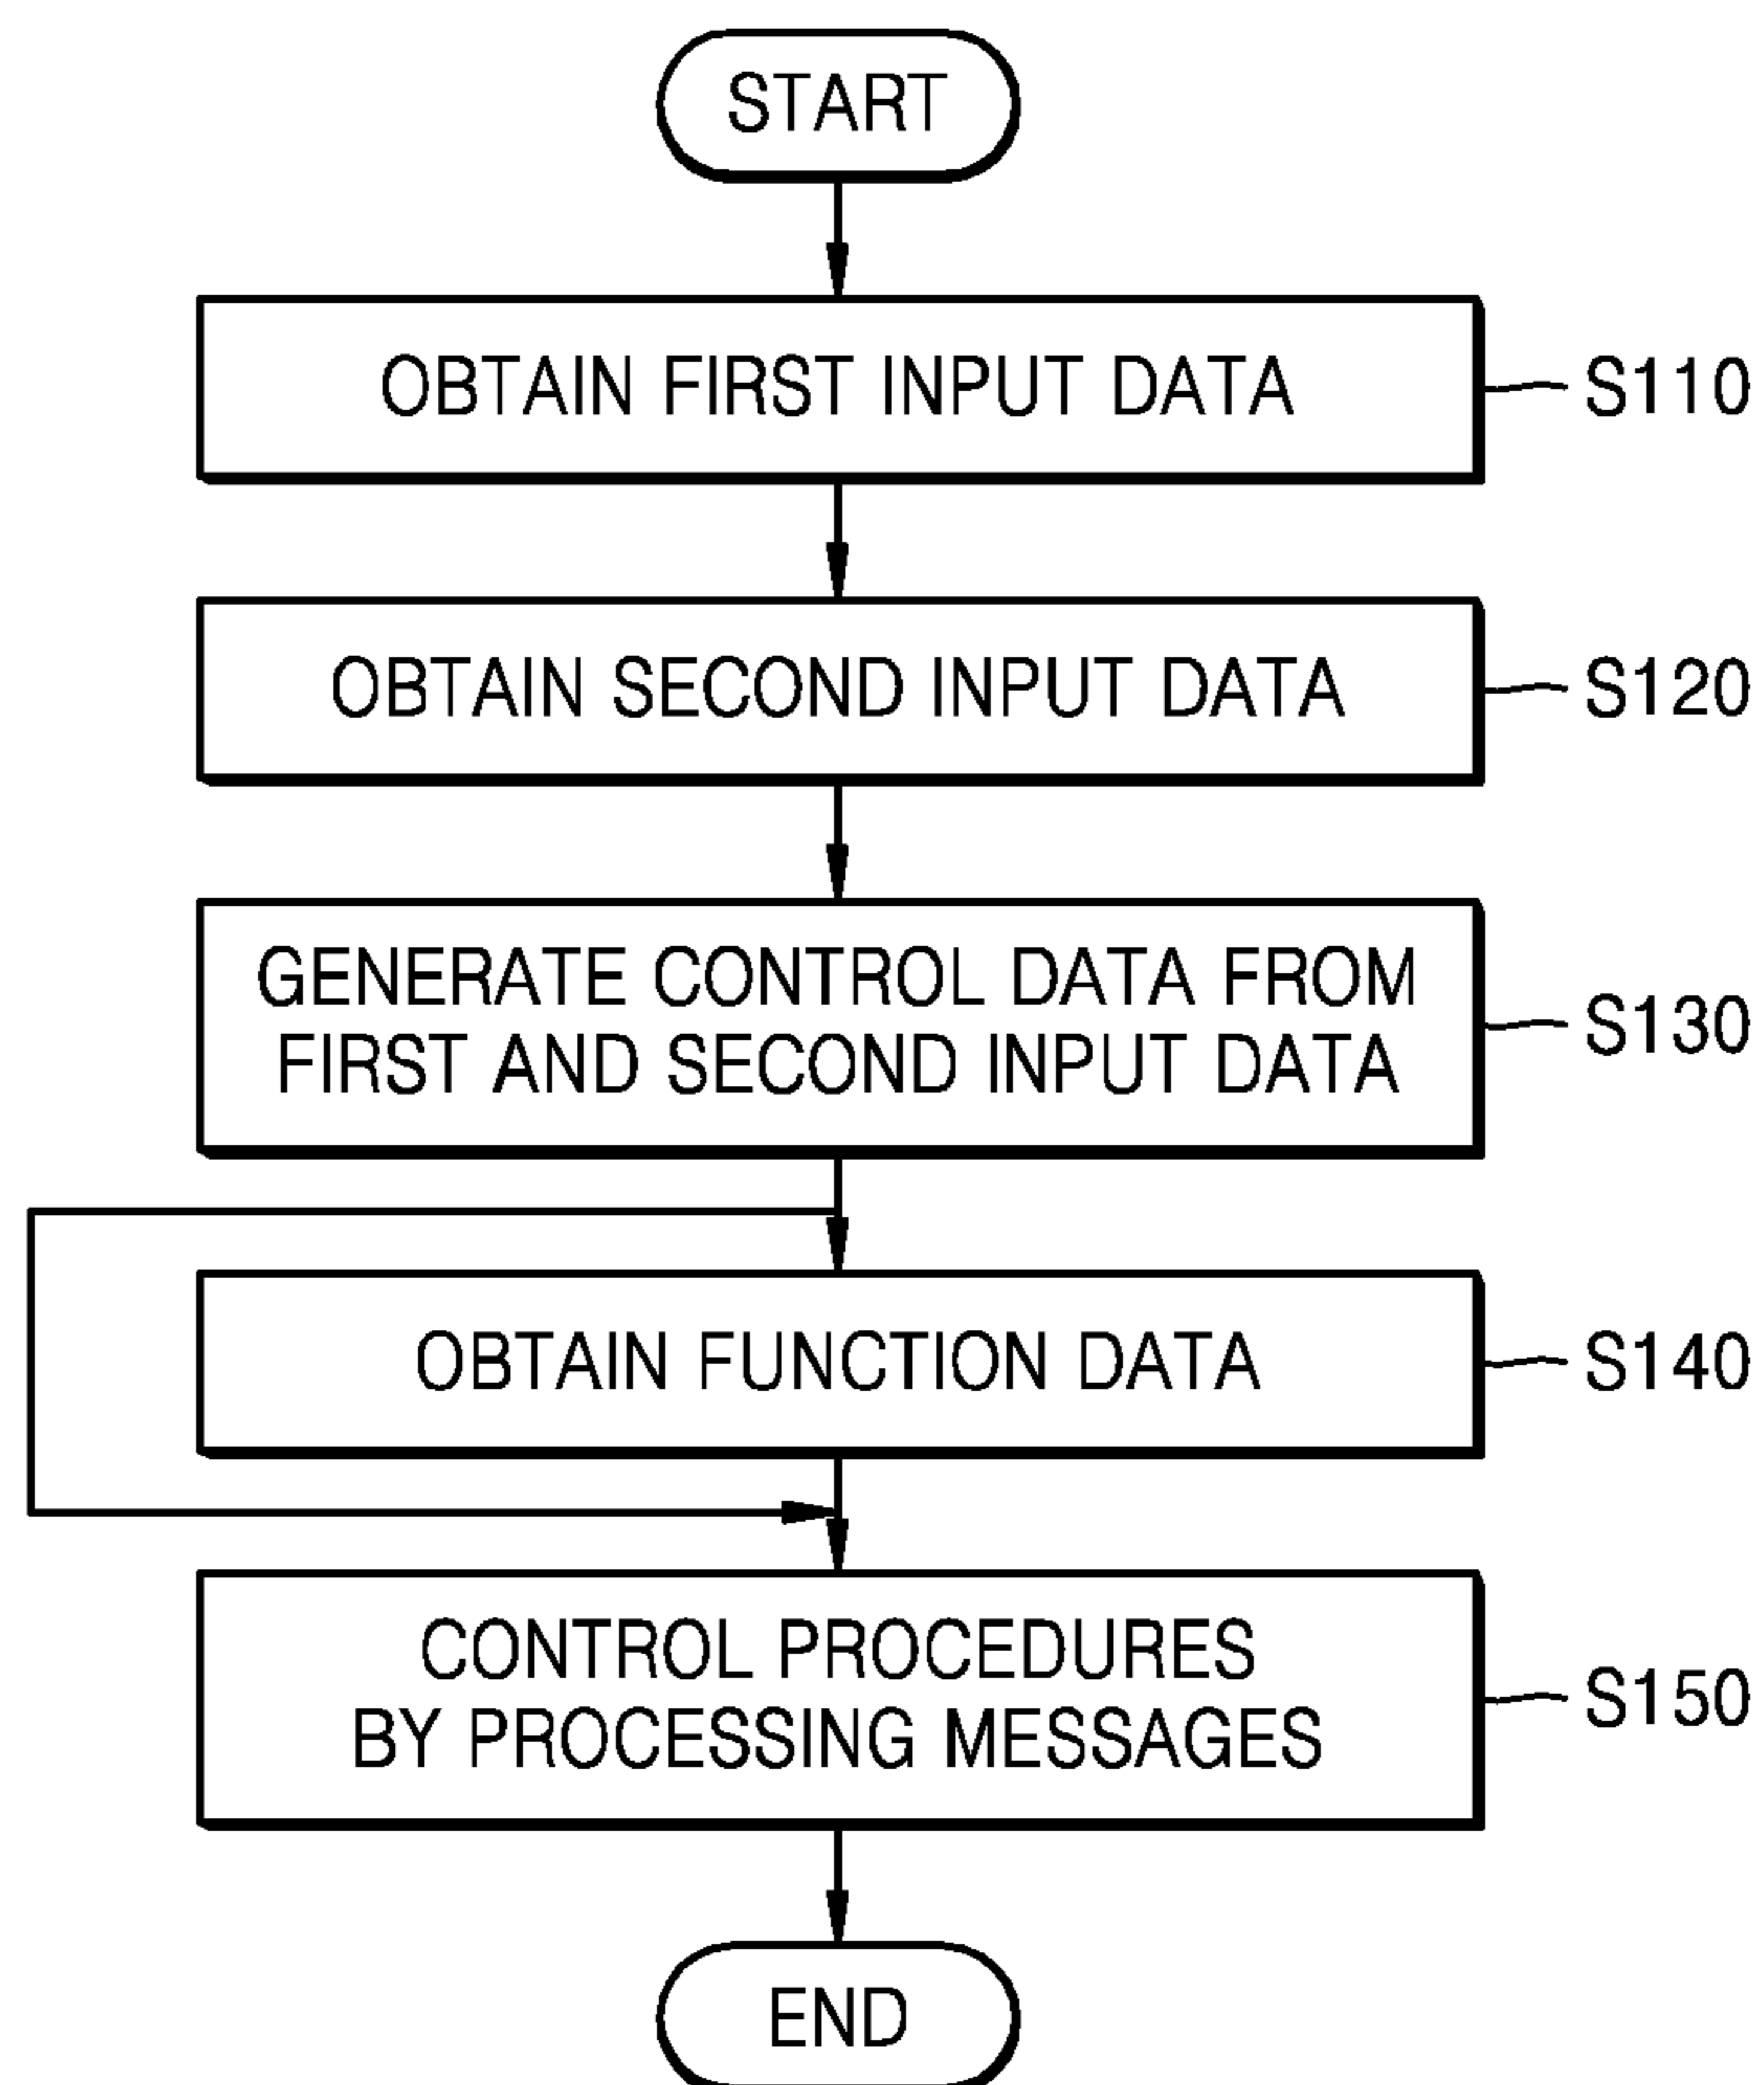 START
OBTAIN FIRST INPUT DATA
S110
OBTAIN SECOND INPUT DATA
S120
GENERATE CONTROL DATA FROM
FIRST AND SECOND INPUT DATA
S130
OBTAIN FUNCTION DATA
S140
CONTROL PROCEDURES
BY PROCESSING MESSAGES
S150
END